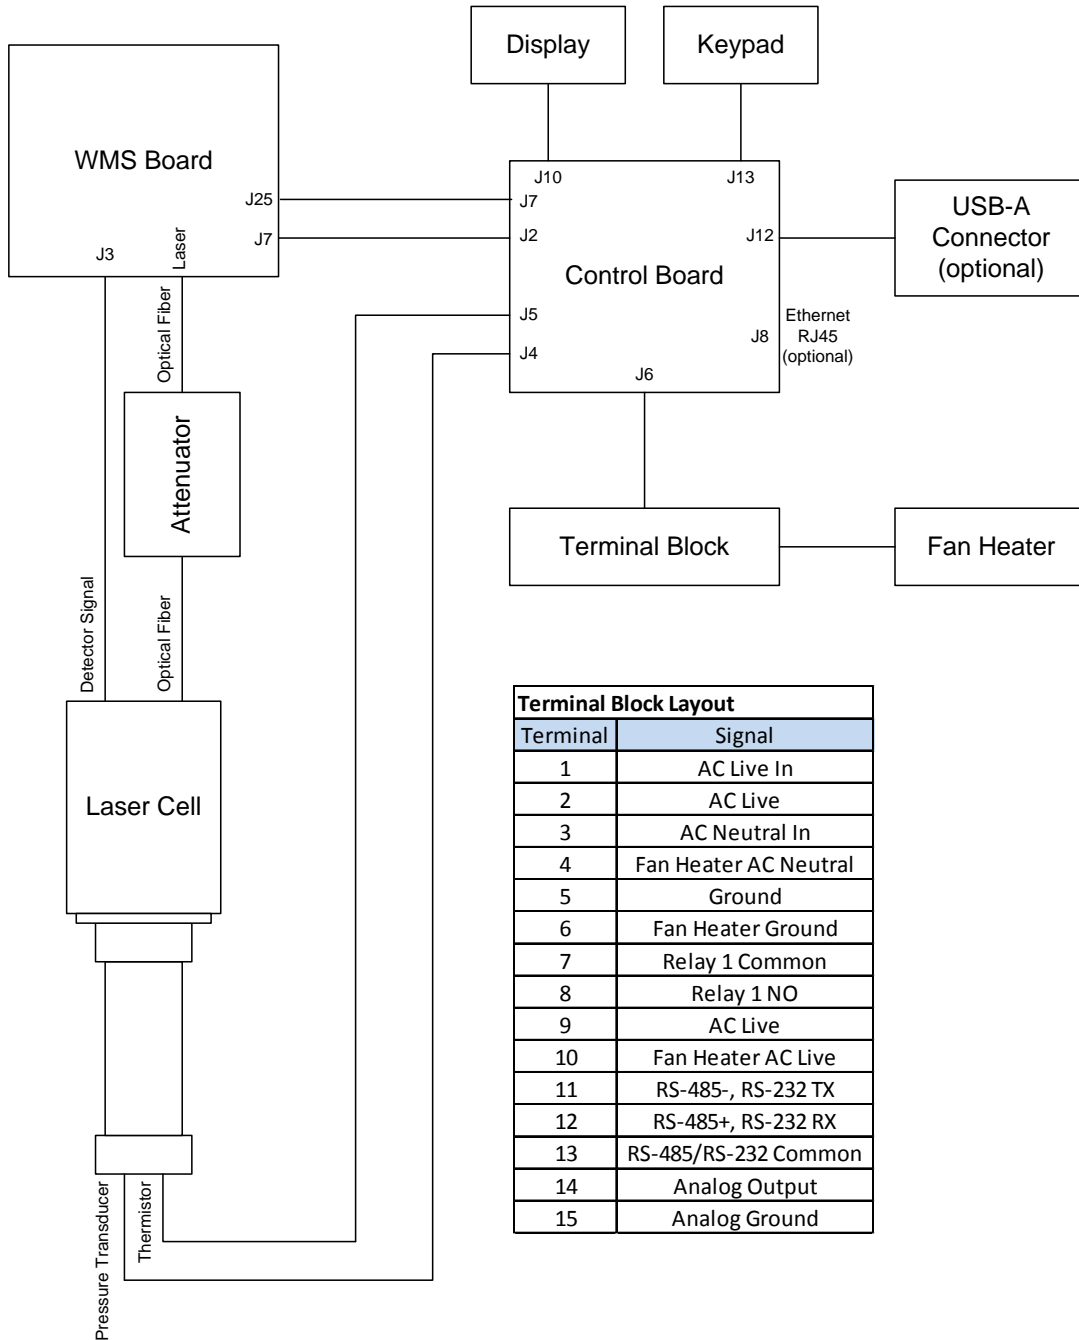 Display
Keypad
WMS Board
J25
J7
J3
Laser
J10
J13
J7
J2
J12
Control Board
J5
J4
J8
J6
USB-A
Connector
(optional)
Ethernet
RJ45
(optional)
Optical Fiber
Attenuator
Terminal Block
Fan Heater
Detector Signal
Optical Fiber
Laser Cell
Pressure Transducer
Thermistor
Terminal Block Layout
Terminal Signal
1 AC Live In
2 AC Live
3 AC Neutral In
4 Fan Heater AC Neutral
5 Ground
6 Fan Heater Ground
7 Relay 1 Common
8 Relay 1 NO
9 AC Live
10 Fan Heater AC Live
11 RS-485-, RS-232 TX
12 RS-485+, RS-232 RX
13 RS-485/RS-232 Common
14 Analog Output
15 Analog Ground